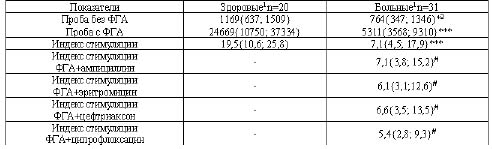 Показатели Здоровые¹n=20 Больные¹n=31
Проба без ФГА 1169(637; 1509) 764(347; 1346)*²
Проба с ФГА 24669(10750; 37334) 5311(3568; 9310)***
Индекс стимуляции 19,5(10,6; 25,8) 7,1(4,5; 17,9)***
Индекс стимуляции
ФГА+ампициллин - 7,1(3,8; 15,2)#
Индекс стимуляции
ФГА+эритромицин - 6,1(3,1;12,6)#
Индекс стимуляции
ФГА+цефтриаксон - 6,6(3,5; 13,5)#
Индекс стимуляции
ФГА+ципрофлоксацин - 5,4(2,8; 9,3)#